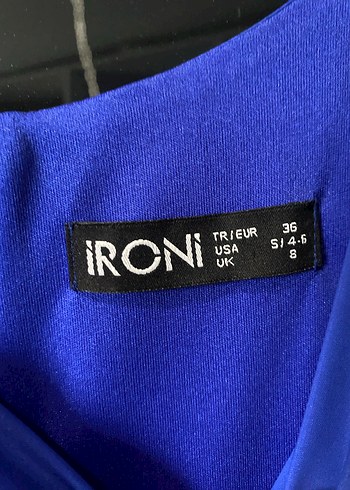 iRONi
TR/EUR 36
USA S/4-6
UK 8